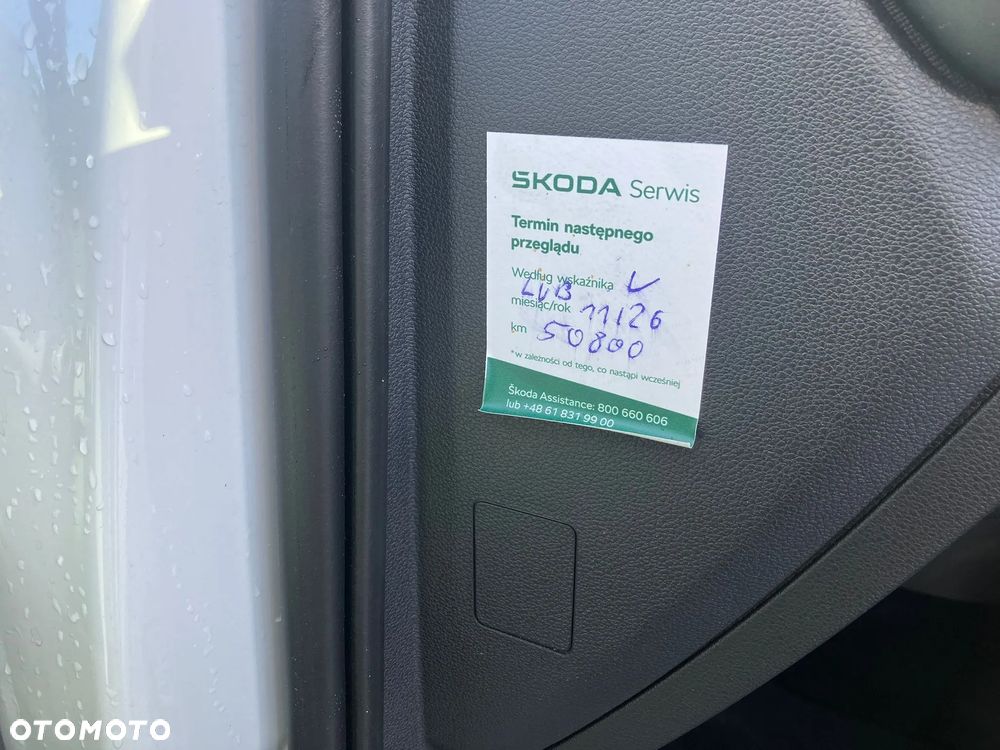 ŠKODA Serwis
Termin następnego
przeglądu
Według wskaźnika ✓
LUB
miesiąc/rok 11/26
km 50800
*w zależności od tego, co nastąpi wcześniej
Škoda Assistance: 800 660 606
lub +48 61 831 99 00
OTOMOTO